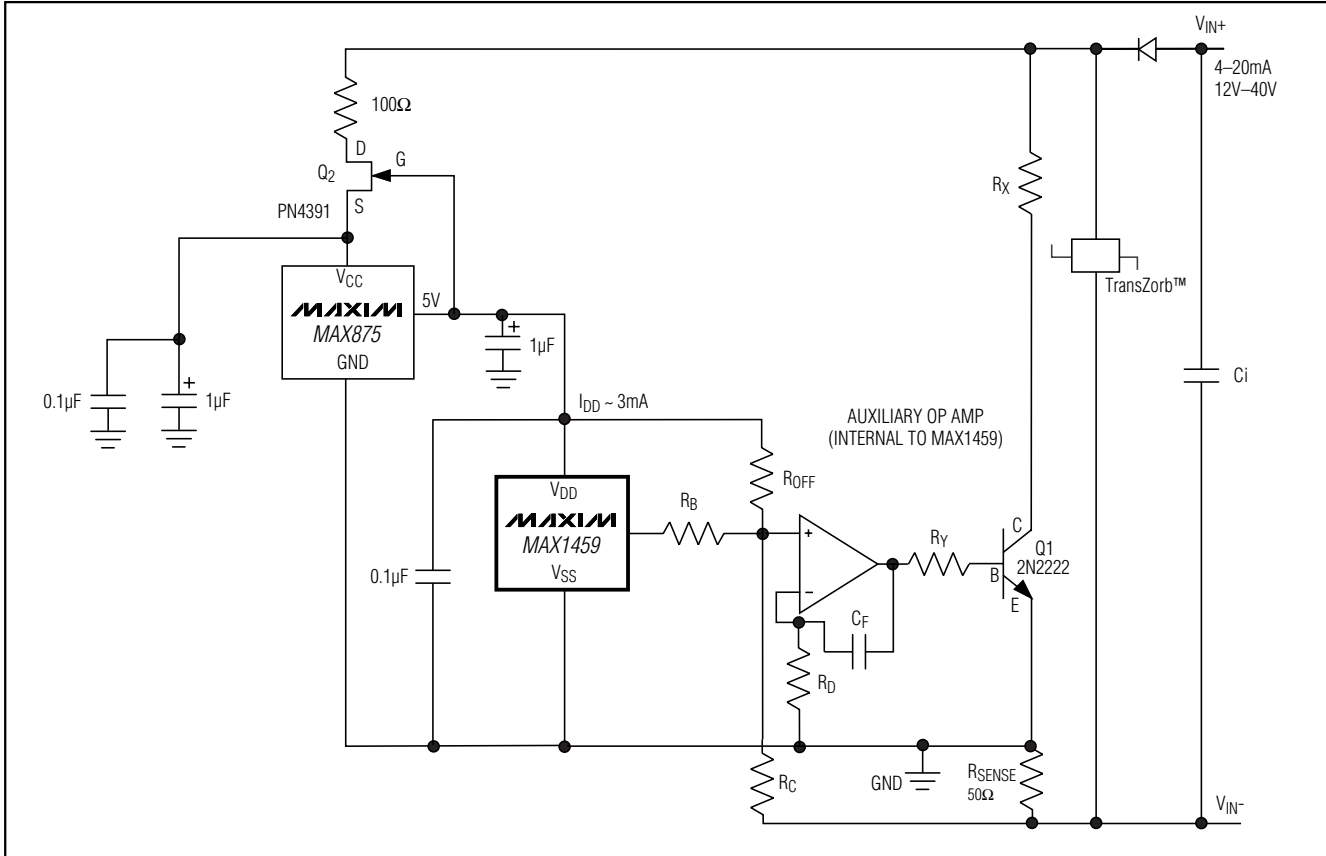 VIN+
4–20mA
12V–40V
100Ω
D
G
Q2
S
PN4391
RX
TransZorb™
VCC
MAXIM
MAX875
GND
5V
+
1µF
0.1µF
+
1µF
Ci
IDD ~ 3mA
AUXILIARY OP AMP
(INTERNAL TO MAX1459)
ROFF
VDD
MAXIM
MAX1459
VSS
RB
+
−
RY
C
Q1
2N2222
B
E
0.1µF
CF
RD
RC
GND
RSENSE
50Ω
VIN-